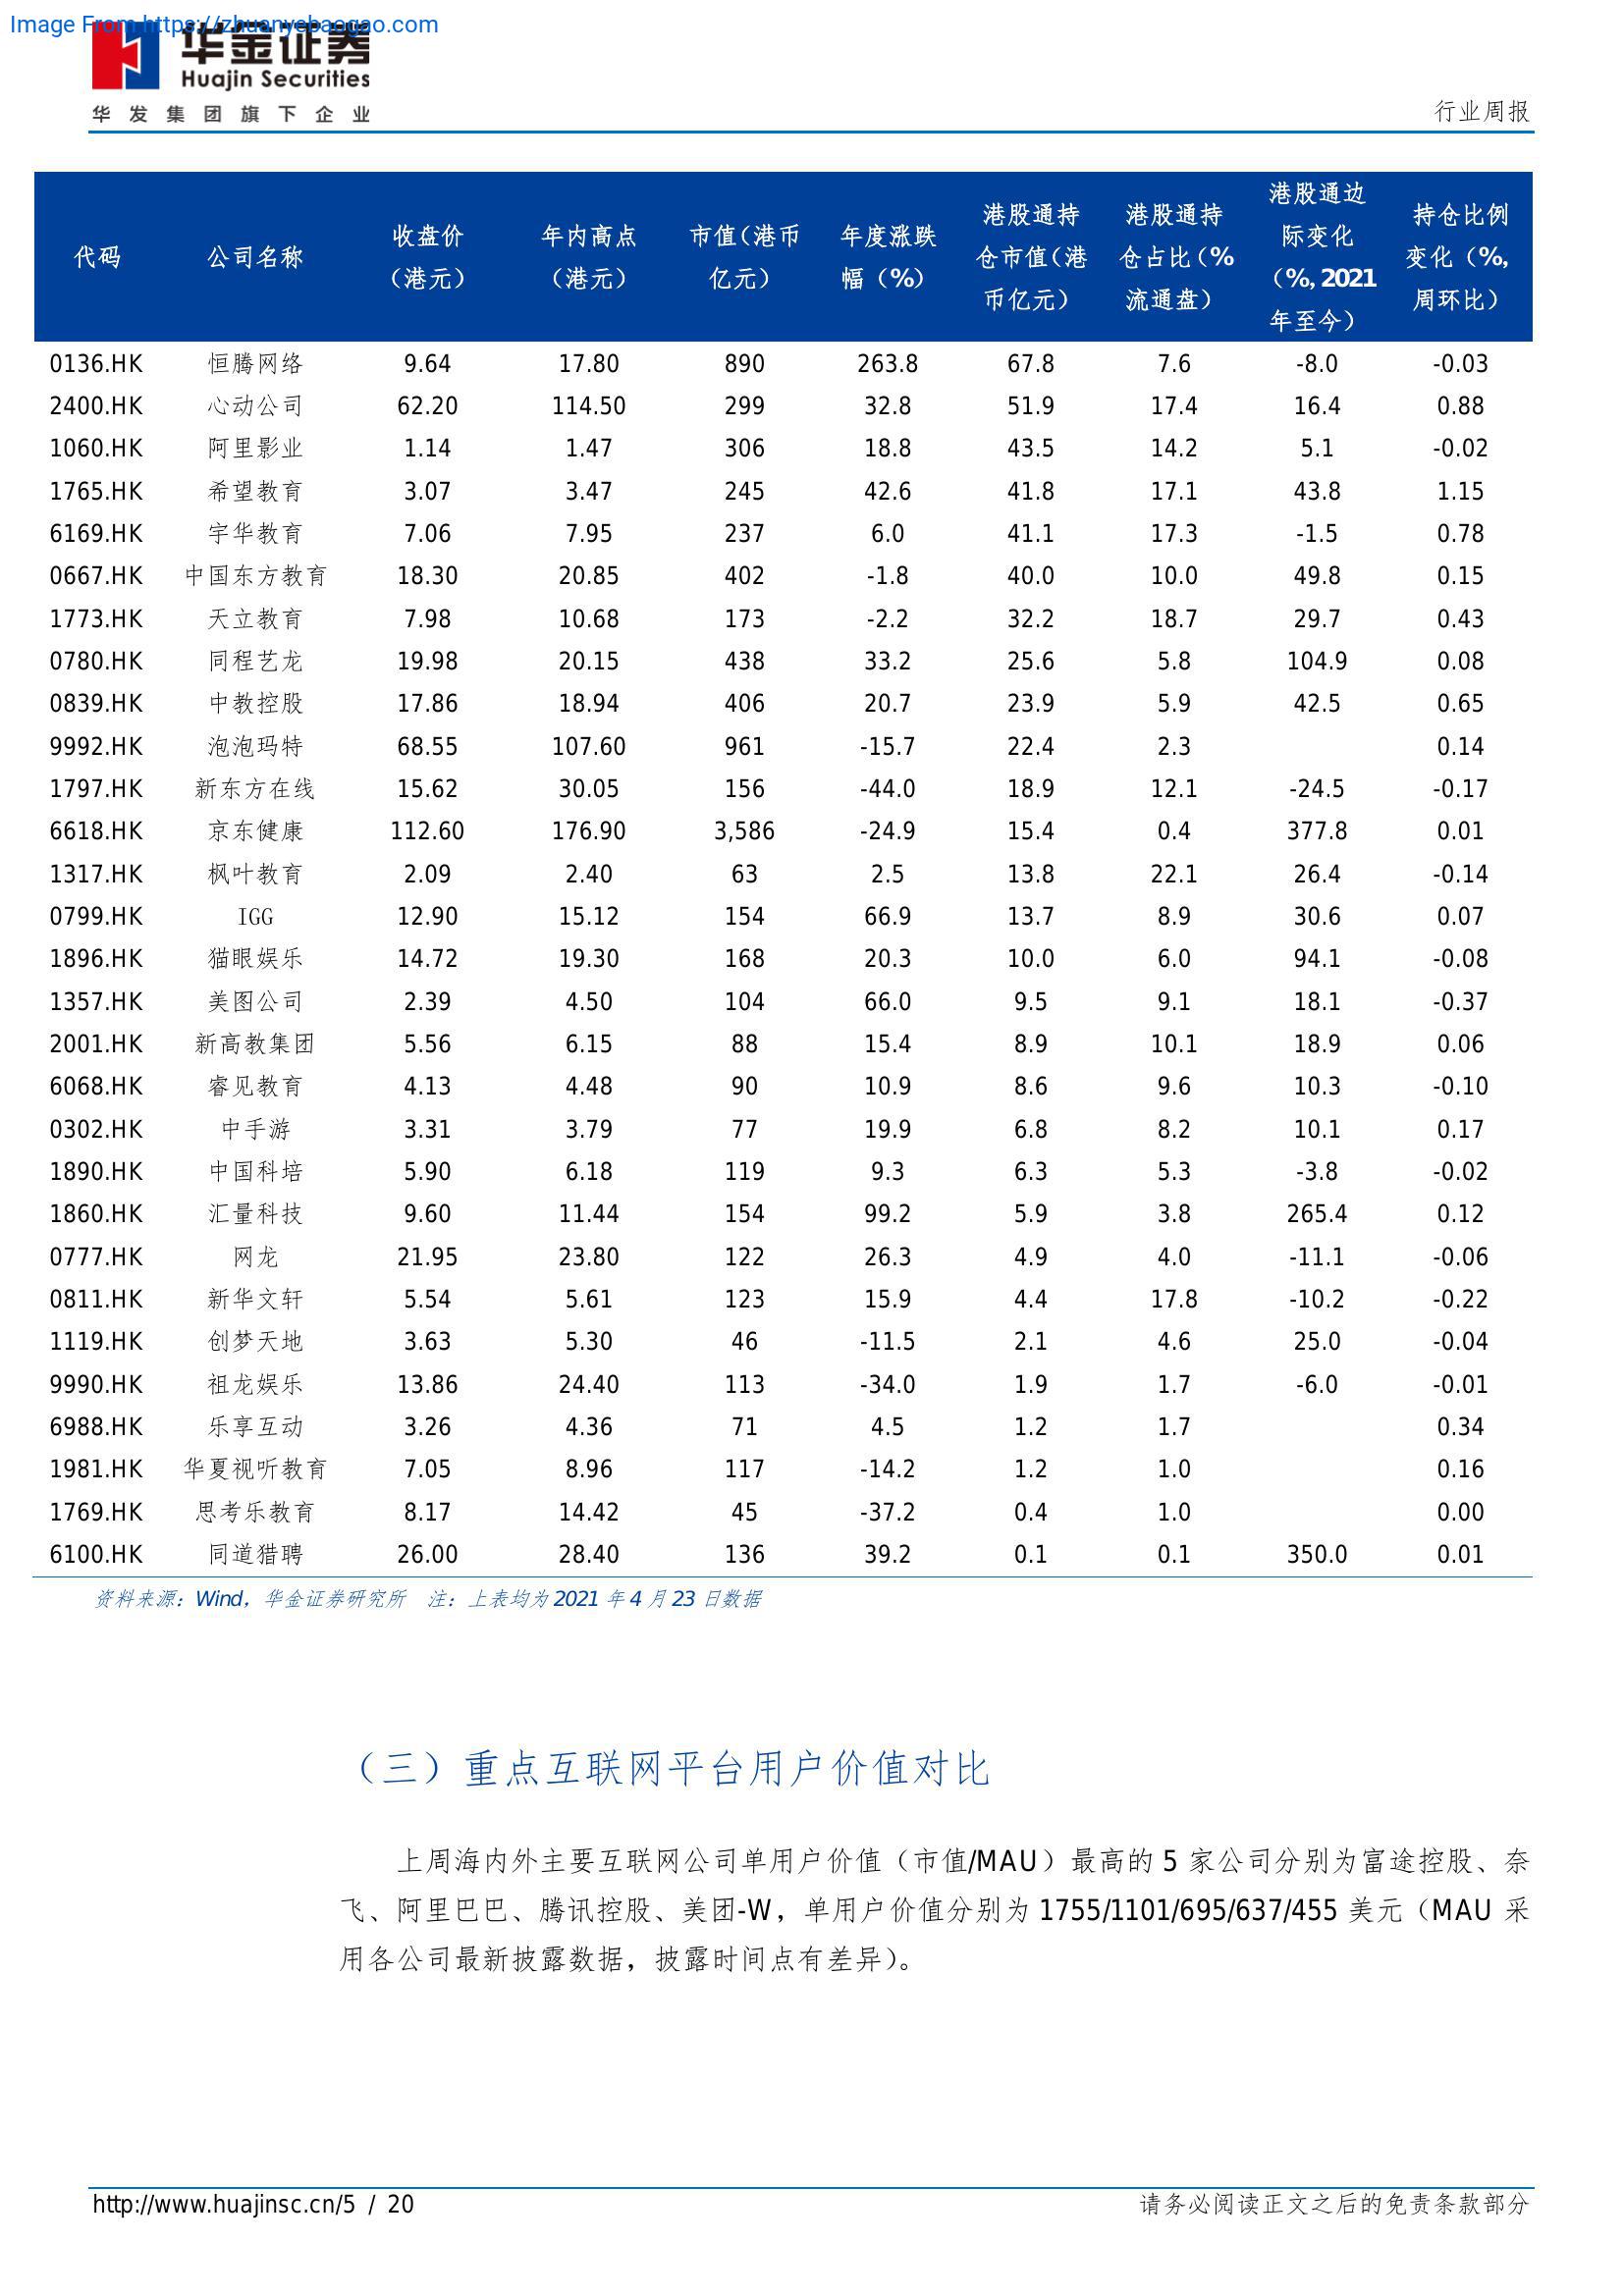 Image From https://zhuanyebaogao.com
华金证券
Huajin Securities
华发集团旗下企业
行业周报
代码 公司名称 收盘价（港元） 年内高点（港元） 市值（港币亿元） 年度涨跌幅（%） 港股通持仓市值（港币亿元） 港股通持仓占比（%流通盘） 港股通边际变化（%, 2021年至今） 持仓比例变化（%, 周环比）
0136.HK 恒腾网络 9.64 17.80 890 263.8 67.8 7.6 -8.0 -0.03
2400.HK 心动公司 62.20 114.50 299 32.8 51.9 17.4 16.4 0.88
1060.HK 阿里影业 1.14 1.47 306 18.8 43.5 14.2 5.1 -0.02
1765.HK 希望教育 3.07 3.47 245 42.6 41.8 17.1 43.8 1.15
6169.HK 宇华教育 7.06 7.95 237 6.0 41.1 17.3 -1.5 0.78
0667.HK 中国东方教育 18.30 20.85 402 -1.8 40.0 10.0 49.8 0.15
1773.HK 天立教育 7.98 10.68 173 -2.2 32.2 18.7 29.7 0.43
0780.HK 同程艺龙 19.98 20.15 438 33.2 25.6 5.8 104.9 0.08
0839.HK 中教控股 17.86 18.94 406 20.7 23.9 5.9 42.5 0.65
9992.HK 泡泡玛特 68.55 107.60 961 -15.7 22.4 2.3 0.14
1797.HK 新东方在线 15.62 30.05 156 -44.0 18.9 12.1 -24.5 -0.17
6618.HK 京东健康 112.60 176.90 3,586 -24.9 15.4 0.4 377.8 0.01
1317.HK 枫叶教育 2.09 2.40 63 2.5 13.8 22.1 26.4 -0.14
0799.HK IGG 12.90 15.12 154 66.9 13.7 8.9 30.6 0.07
1896.HK 猫眼娱乐 14.72 19.30 168 20.3 10.0 6.0 94.1 -0.08
1357.HK 美图公司 2.39 4.50 104 66.0 9.5 9.1 18.1 -0.37
2001.HK 新高教集团 5.56 6.15 88 15.4 8.9 10.1 18.9 0.06
6068.HK 睿见教育 4.13 4.48 90 10.9 8.6 9.6 10.3 -0.10
0302.HK 中手游 3.31 3.79 77 19.9 6.8 8.2 10.1 0.17
1890.HK 中国科培 5.90 6.18 119 9.3 6.3 5.3 -3.8 -0.02
1860.HK 汇量科技 9.60 11.44 154 99.2 5.9 3.8 265.4 0.12
0777.HK 网龙 21.95 23.80 122 26.3 4.9 4.0 -11.1 -0.06
0811.HK 新华文轩 5.54 5.61 123 15.9 4.4 17.8 -10.2 -0.22
1119.HK 创梦天地 3.63 5.30 46 -11.5 2.1 4.6 25.0 -0.04
9990.HK 祖龙娱乐 13.86 24.40 113 -34.0 1.9 1.7 -6.0 -0.01
6988.HK 乐享互动 3.26 4.36 71 4.5 1.2 1.7 0.34
1981.HK 华夏视听教育 7.05 8.96 117 -14.2 1.2 1.0 0.16
1769.HK 思考乐教育 8.17 14.42 45 -37.2 0.4 1.0 0.00
6100.HK 同道猎聘 26.00 28.40 136 39.2 0.1 0.1 350.0 0.01
资料来源：Wind，华金证券研究所 注：上表均为 2021 年 4 月 23 日数据
（三）重点互联网平台用户价值对比
上周海内外主要互联网公司单用户价值（市值/MAU）最高的 5 家公司分别为富途控股、奈
飞、阿里巴巴、腾讯控股、美团-W，单用户价值分别为 1755/1101/695/637/455 美元（MAU 采
用各公司最新披露数据，披露时间点有差异）。
http://www.huajinsc.cn/5 / 20
请务必阅读正文之后的免责条款部分